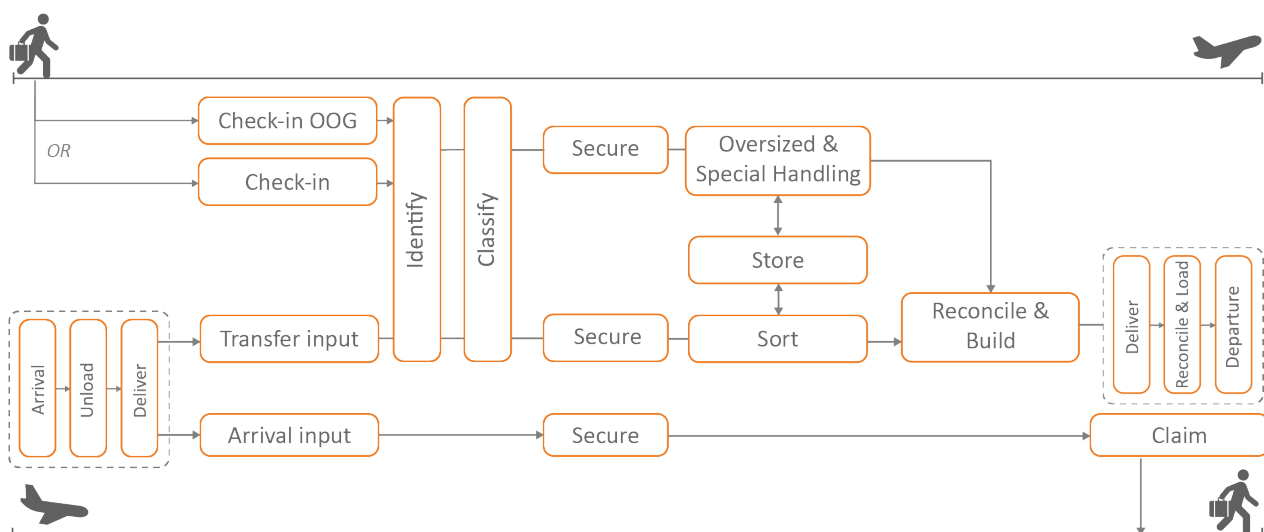 Check-in OOG
OR
Check-in
Identify
Classify
Secure
Oversized &
Special Handling
Store
Arrival
Unload
Deliver
Transfer input
Secure
Sort
Reconcile &
Build
Deliver
Reconcile & Load
Departure
Arrival input
Secure
Claim